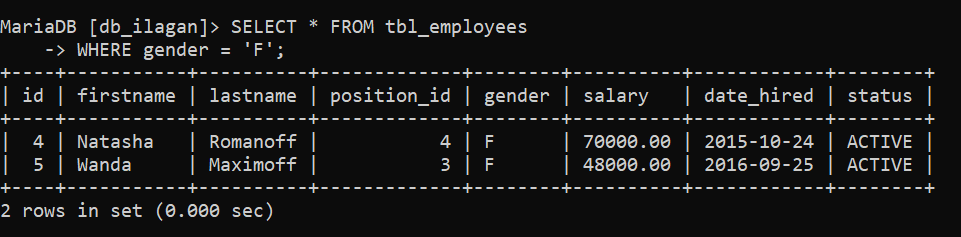 MariaDB [db_ilagan]> SELECT * FROM tbl_employees
    -> WHERE gender = 'F';
+----+-----------+----------+-------------+--------+----------+------------+--------+
| id | firstname | lastname | position_id | gender | salary   | date_hired | status |
+----+-----------+----------+-------------+--------+----------+------------+--------+
|  4 | Natasha   | Romanoff |           4 | F      | 70000.00 | 2015-10-24 | ACTIVE |
|  5 | Wanda     | Maximoff |           3 | F      | 48000.00 | 2016-09-25 | ACTIVE |
+----+-----------+----------+-------------+--------+----------+------------+--------+
2 rows in set (0.000 sec)